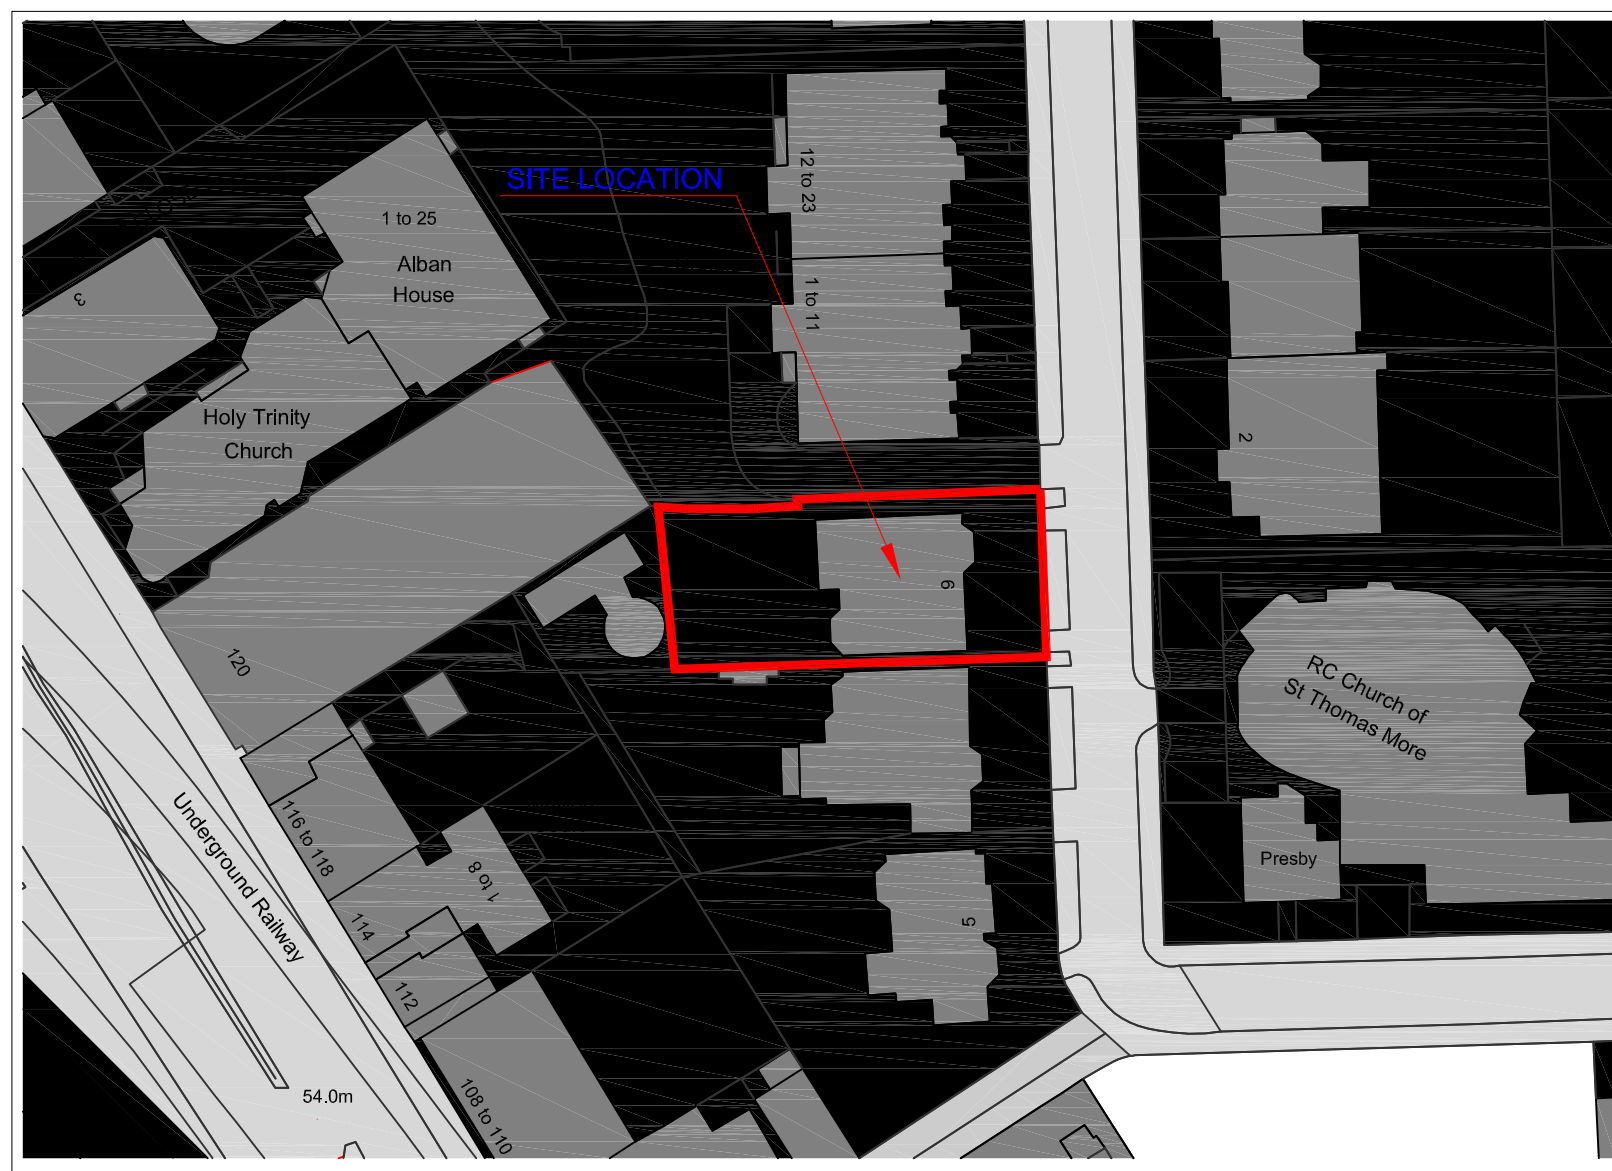 SITE LOCATION
12 to 23
1 to 25
Alban
House
1 to 11
3
Holy Trinity
Church
2
6
120
RC Church of
St Thomas More
Underground Railway
116 to 118
1 to 8
Presby
114
5
112
54.0m
108 to 110